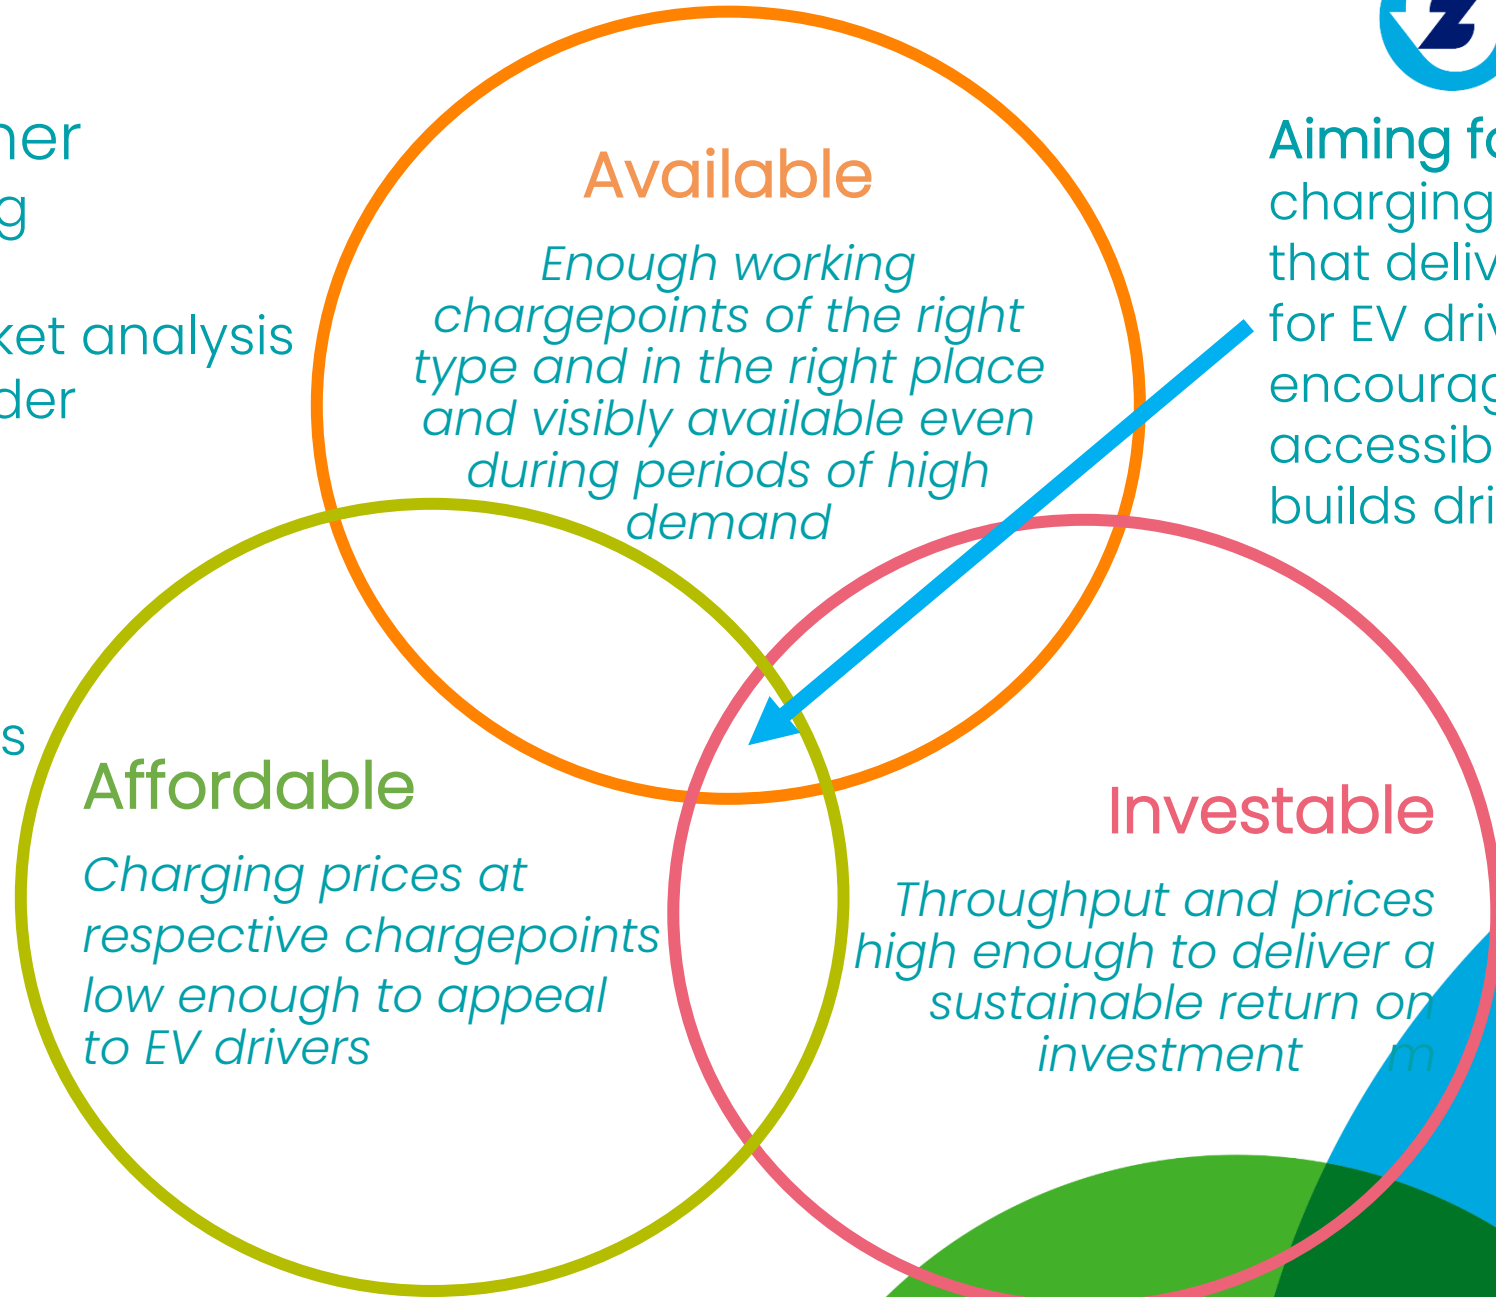 ner
g
ket analysis
der
s
Available
Enough working
chargepoints of the right
type and in the right place
and visibly available even
during periods of high
demand
Aiming fo
charging
that deliv
for EV driv
encourag
accessib
builds dri
Affordable
Charging prices at
respective chargepoints
low enough to appeal
to EV drivers
Investable
Throughput and prices
high enough to deliver a
sustainable return on
investment m